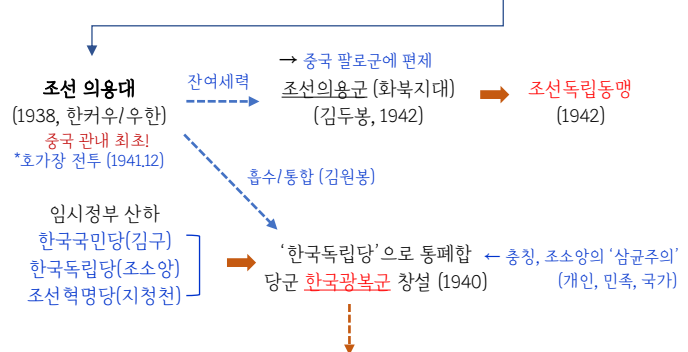 조선 의용대
(1938, 한커우/우한)
중국 관내 최초!
*호가장 전투 (1941.12)
잔여세력
→ 중국 팔로군에 편제
조선의용군 (화북지대)
(김두봉, 1942)
조선독립동맹
(1942)
흡수/통합 (김원봉)
임시정부 산하
한국국민당(김구)
한국독립당(조소앙)
조선혁명당(지청천)
‘한국독립당’으로 통폐합
당군 한국광복군 창설 (1940)
← 충칭, 조소앙의 ‘삼균주의’
(개인, 민족, 국가)